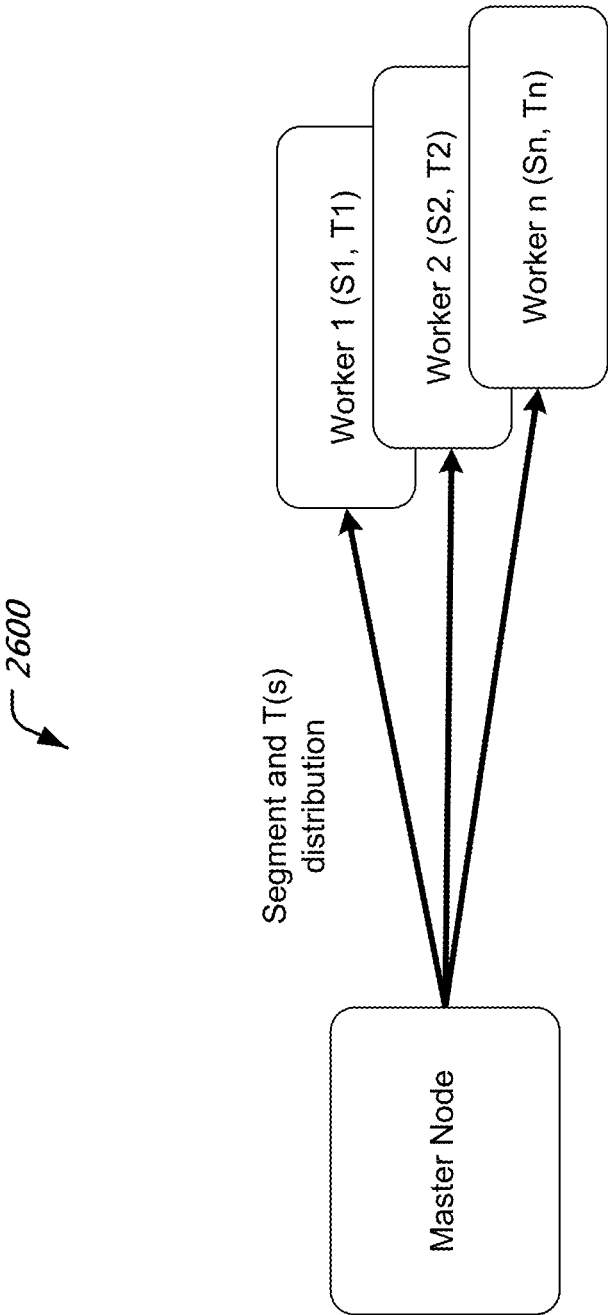 2600
Segment and T(s)
distribution
Master Node
Worker 1 (S1, T1)
Worker 2 (S2, T2)
Worker n (Sn, Tn)